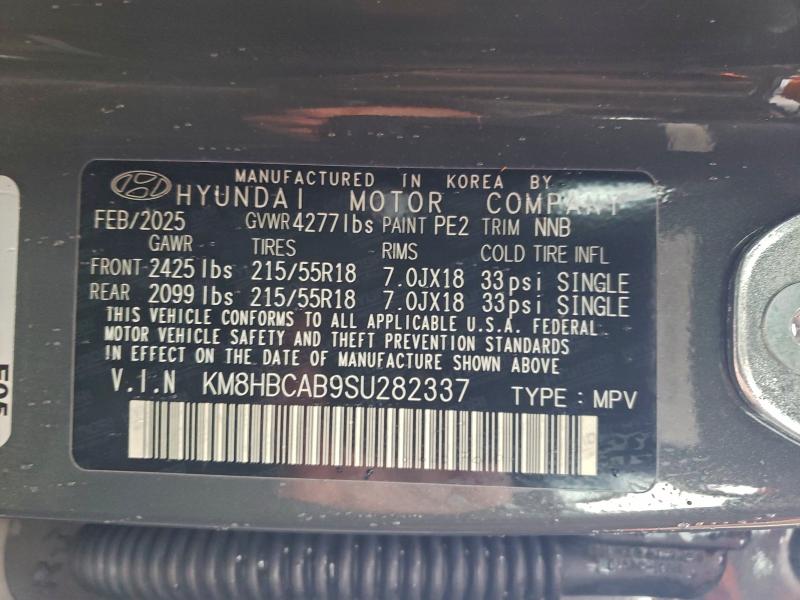 MANUFACTURED IN KOREA BY
HYUNDAI MOTOR COMPANY
FEB/2025 GVWR 4277lbs PAINT PE2 TRIM NNB
GAWR TIRES RIMS COLD TIRE INFL
FRONT 2425lbs 215/55R18 7.0JX18 33psi SINGLE
REAR 2099lbs 215/55R18 7.0JX18 33psi SINGLE
THIS VEHICLE CONFORMS TO ALL APPLICABLE U.S.A. FEDERAL
MOTOR VEHICLE SAFETY AND THEFT PREVENTION STANDARDS
IN EFFECT ON THE DATE OF MANUFACTURE SHOWN ABOVE
V.I.N KM8HBCAB9SU282337 TYPE : MPV